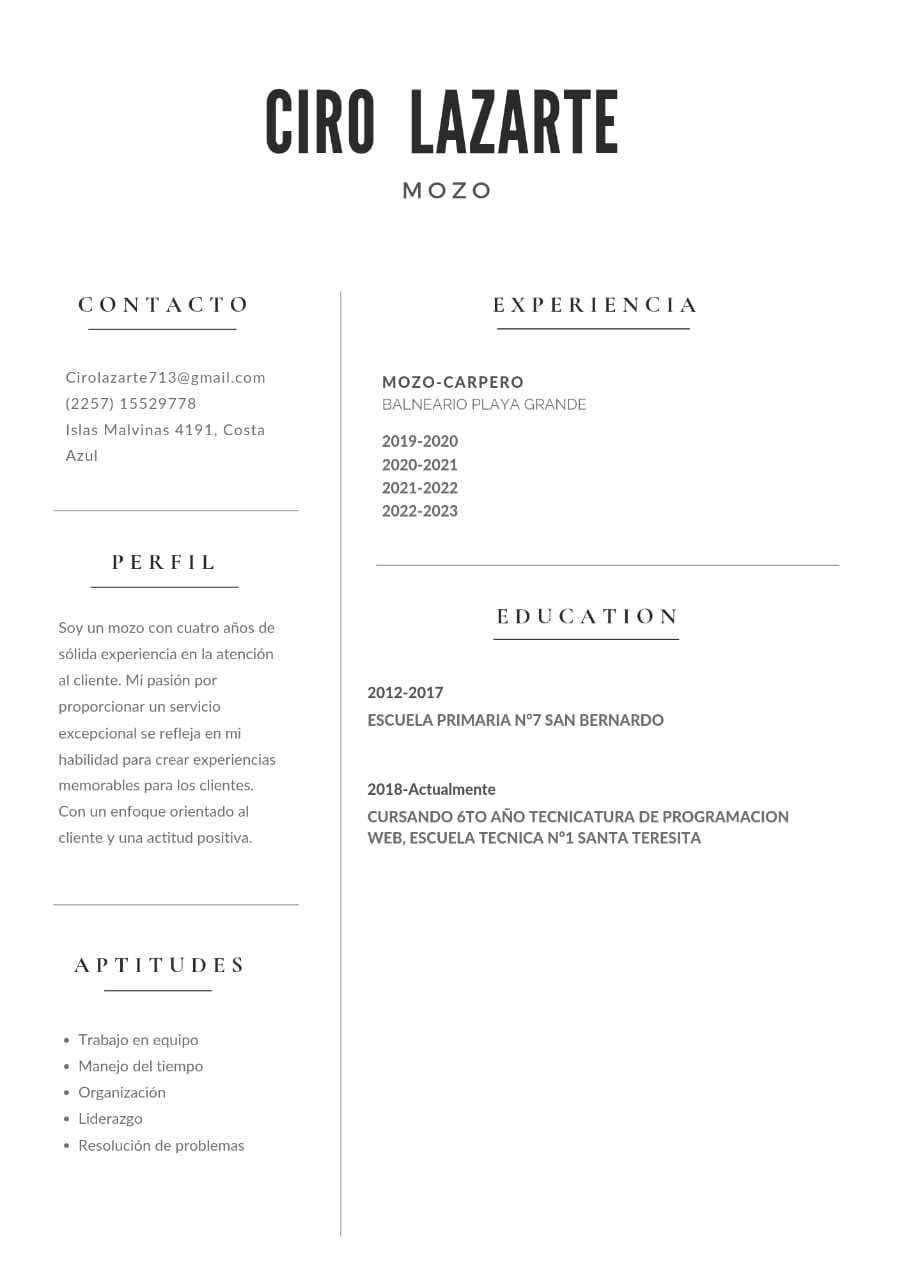 CIRO LAZARTE
MOZO
CONTACTO
Cirolazarte713@gmail.com
(2257) 15529778
Islas Malvinas 4191, Costa
Azul
PERFIL
Soy un mozo con cuatro años de
sólida experiencia en la atención
al cliente. Mi pasión por
proporcionar un servicio
excepcional se refleja en mi
habilidad para crear experiencias
memorables para los clientes.
Con un enfoque orientado al
cliente y una actitud positiva.
APTITUDES
• Trabajo en equipo
• Manejo del tiempo
• Organización
• Liderazgo
• Resolución de problemas
EXPERIENCIA
MOZO-CARPERO
BALNEARIO PLAYA GRANDE
2019-2020
2020-2021
2021-2022
2022-2023
EDUCATION
2012-2017
ESCUELA PRIMARIA N°7 SAN BERNARDO
2018-Actualmente
CURSANDO 6TO AÑO TECNICATURA DE PROGRAMACION
WEB, ESCUELA TECNICA N°1 SANTA TERESITA